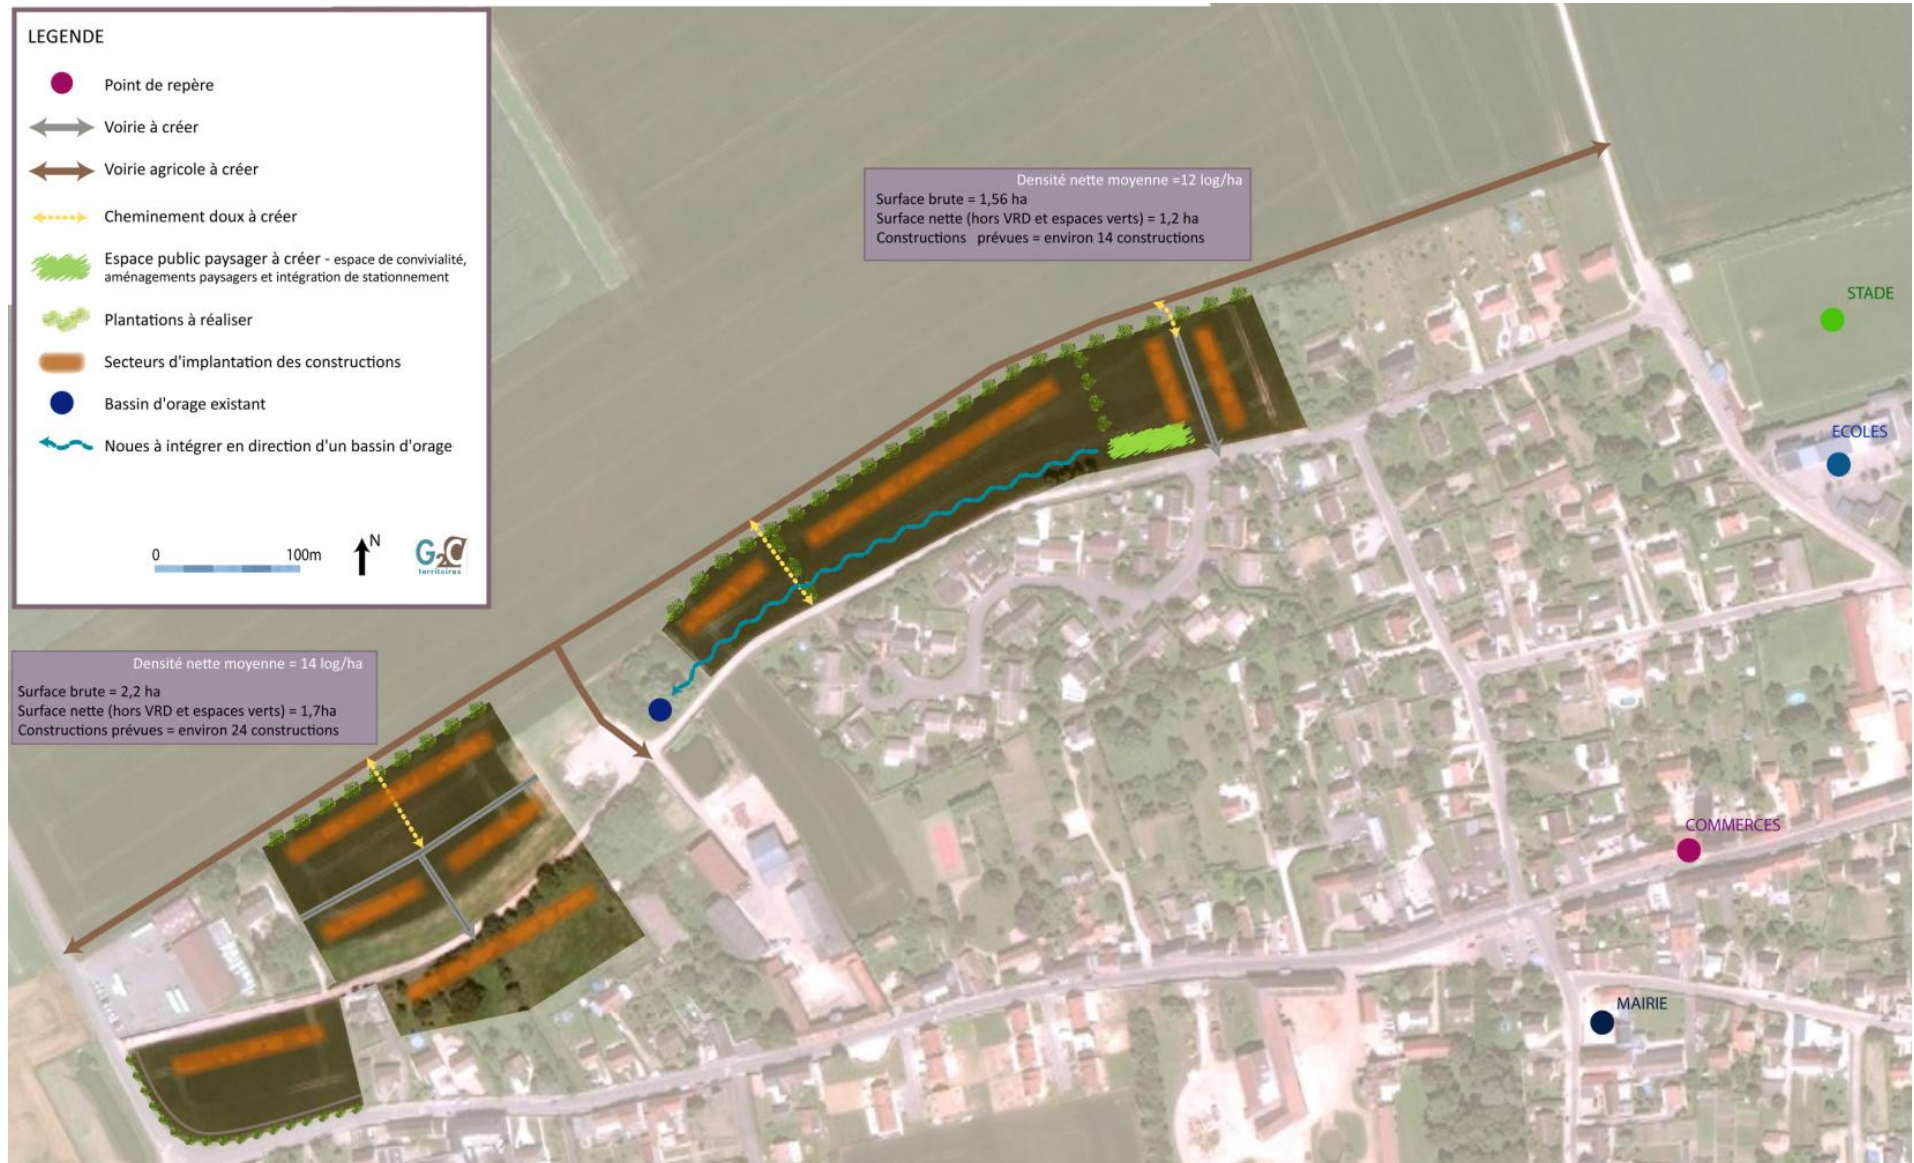 LEGENDE
Point de repère
Voirie à créer
Voirie agricole à créer
Cheminement doux à créer
Espace public paysager à créer - espace de convivialité,
aménagements paysagers et intégration de stationnement
Plantations à réaliser
Secteurs d'implantation des constructions
Bassin d'orage existant
Noues à intégrer en direction d'un bassin d'orage
0 100m
N
G2C
territoires
Densité nette moyenne =12 log/ha
Surface brute = 1,56 ha
Surface nette (hors VRD et espaces verts) = 1,2 ha
Constructions prévues = environ 14 constructions
STADE
ECOLES
Densité nette moyenne = 14 log/ha
Surface brute = 2,2 ha
Surface nette (hors VRD et espaces verts) = 1,7ha
Constructions prévues = environ 24 constructions
COMMERCES
MAIRIE